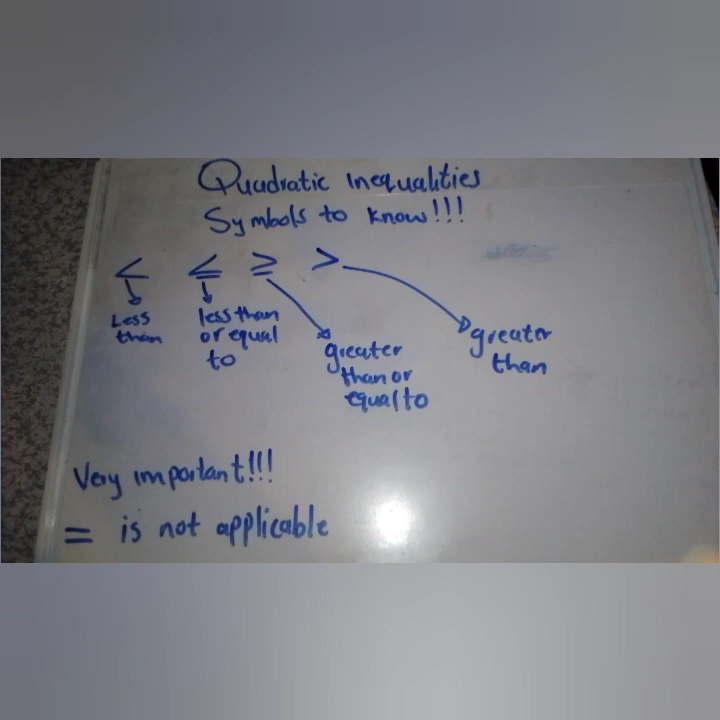 Quadratic inequalities
Symbols to know!!!
< ≤ ≥ >
Less
than
less than
or equal
to
greater
than or
equal to
greater
than
Very important!!!
= is not applicable